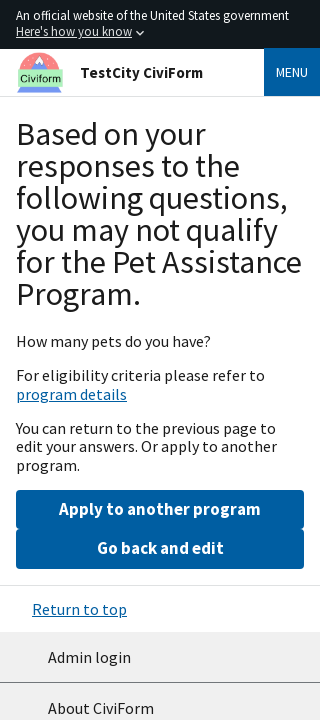 An official website of the United States government
Here's how you know
Civiform
TestCity CiviForm
MENU
Based on your
responses to the
following questions,
you may not qualify
for the Pet Assistance
Program.
How many pets do you have?
For eligibility criteria please refer to
program details
You can return to the previous page to
edit your answers. Or apply to another
program.
Apply to another program
Go back and edit
Return to top
Admin login
About CiviForm